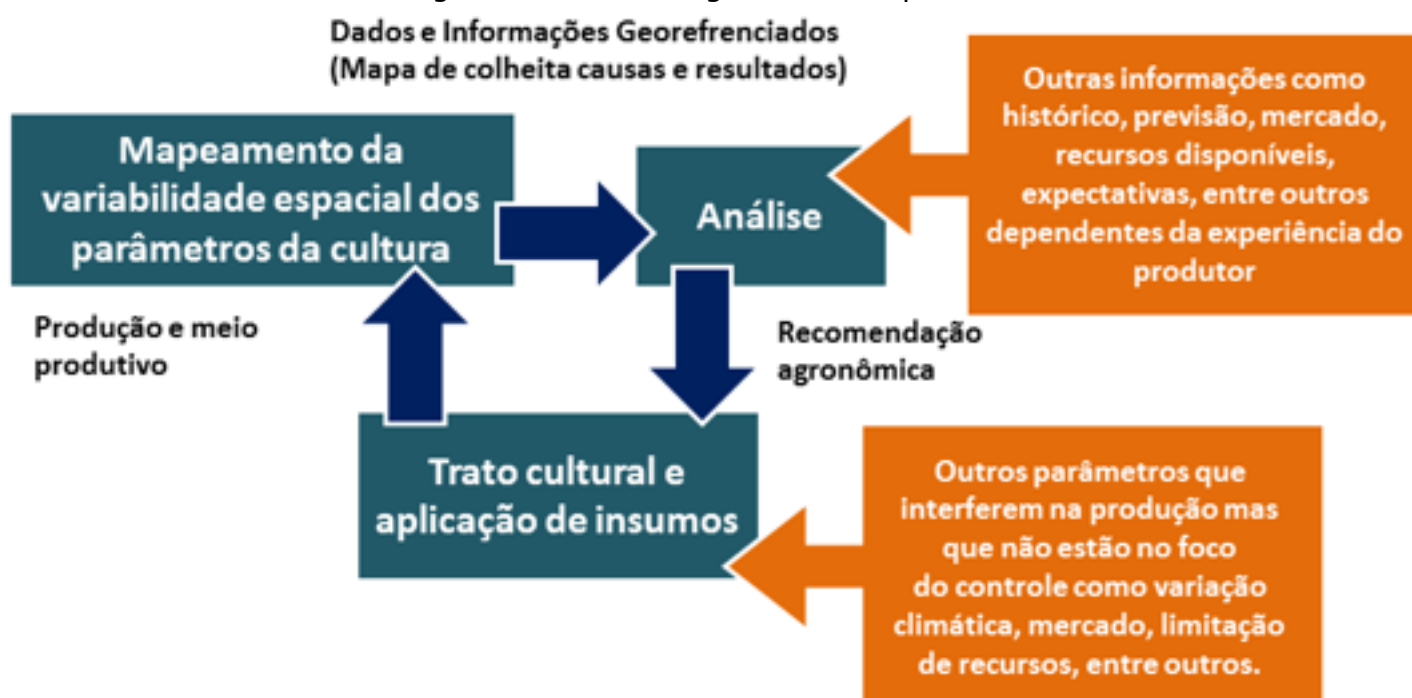 Dados e Informações Georefrenciados
(Mapa de colheita causas e resultados)
Outras informações como
histórico, previsão, mercado,
recursos disponíveis,
expectativas, entre outros
dependentes da experiência do
produtor
Mapeamento da
variabilidade espacial dos
parâmetros da cultura
Análise
Produção e meio
produtivo
Recomendação
agronômica
Trato cultural e
aplicação de insumos
Outros parâmetros que
interferem na produção mas
que não estão no foco
do controle como variação
climática, mercado, limitação
de recursos, entre outros.